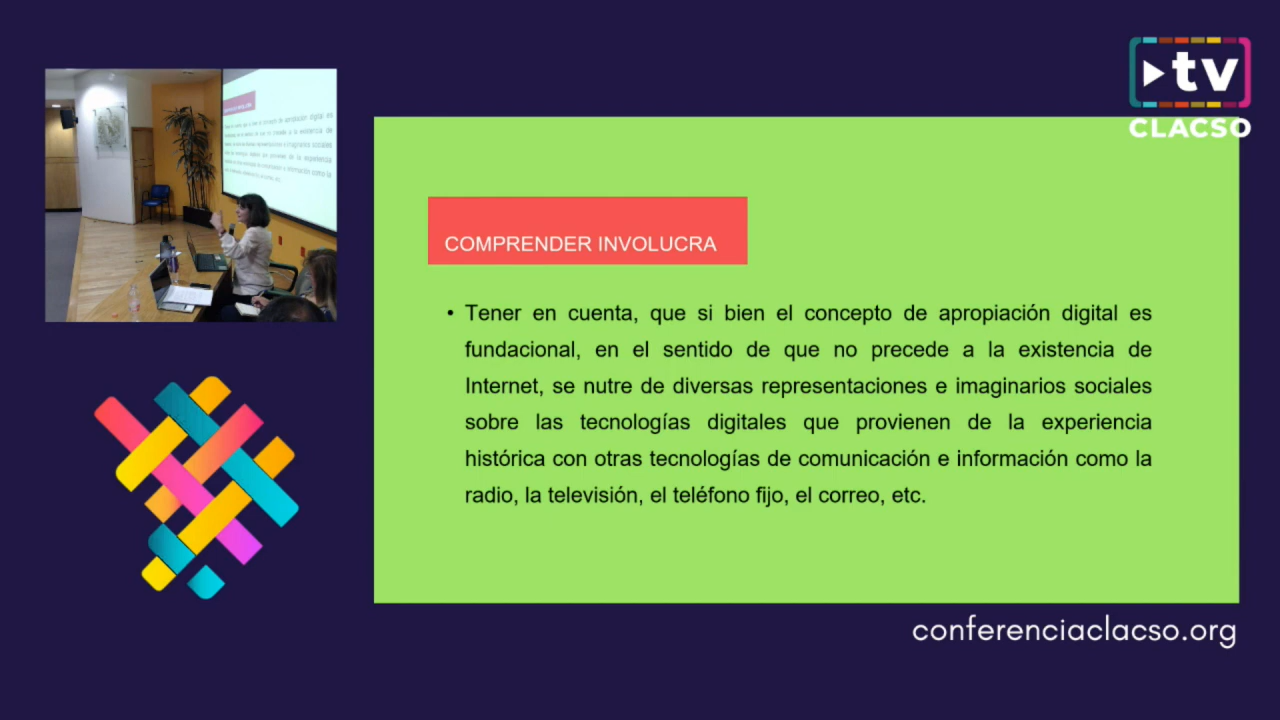 tv
CLACSO
COMPRENDER INVOLUCRA
• Tener en cuenta, que si bien el concepto de apropiación digital es
fundacional, en el sentido de que no precede a la existencia de
Internet, se nutre de diversas representaciones e imaginarios sociales
sobre las tecnologías digitales que provienen de la experiencia
histórica con otras tecnologías de comunicación e información como la
radio, la televisión, el teléfono fijo, el correo, etc.
conferenciaclacso.org